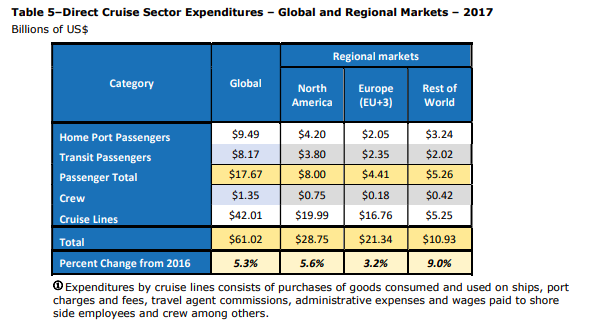 Table 5–Direct Cruise Sector Expenditures – Global and Regional Markets – 2017
Billions of US$
Category Global Regional markets
North America Europe (EU+3) Rest of World
Home Port Passengers $9.49 $4.20 $2.05 $3.24
Transit Passengers $8.17 $3.80 $2.35 $2.02
Passenger Total $17.67 $8.00 $4.41 $5.26
Crew $1.35 $0.75 $0.18 $0.42
Cruise Lines $42.01 $19.99 $16.76 $5.25
Total $61.02 $28.75 $21.34 $10.93
Percent Change from 2016 5.3% 5.6% 3.2% 9.0%
① Expenditures by cruise lines consists of purchases of goods consumed and used on ships, port
charges and fees, travel agent commissions, administrative expenses and wages paid to shore
side employees and crew among others.